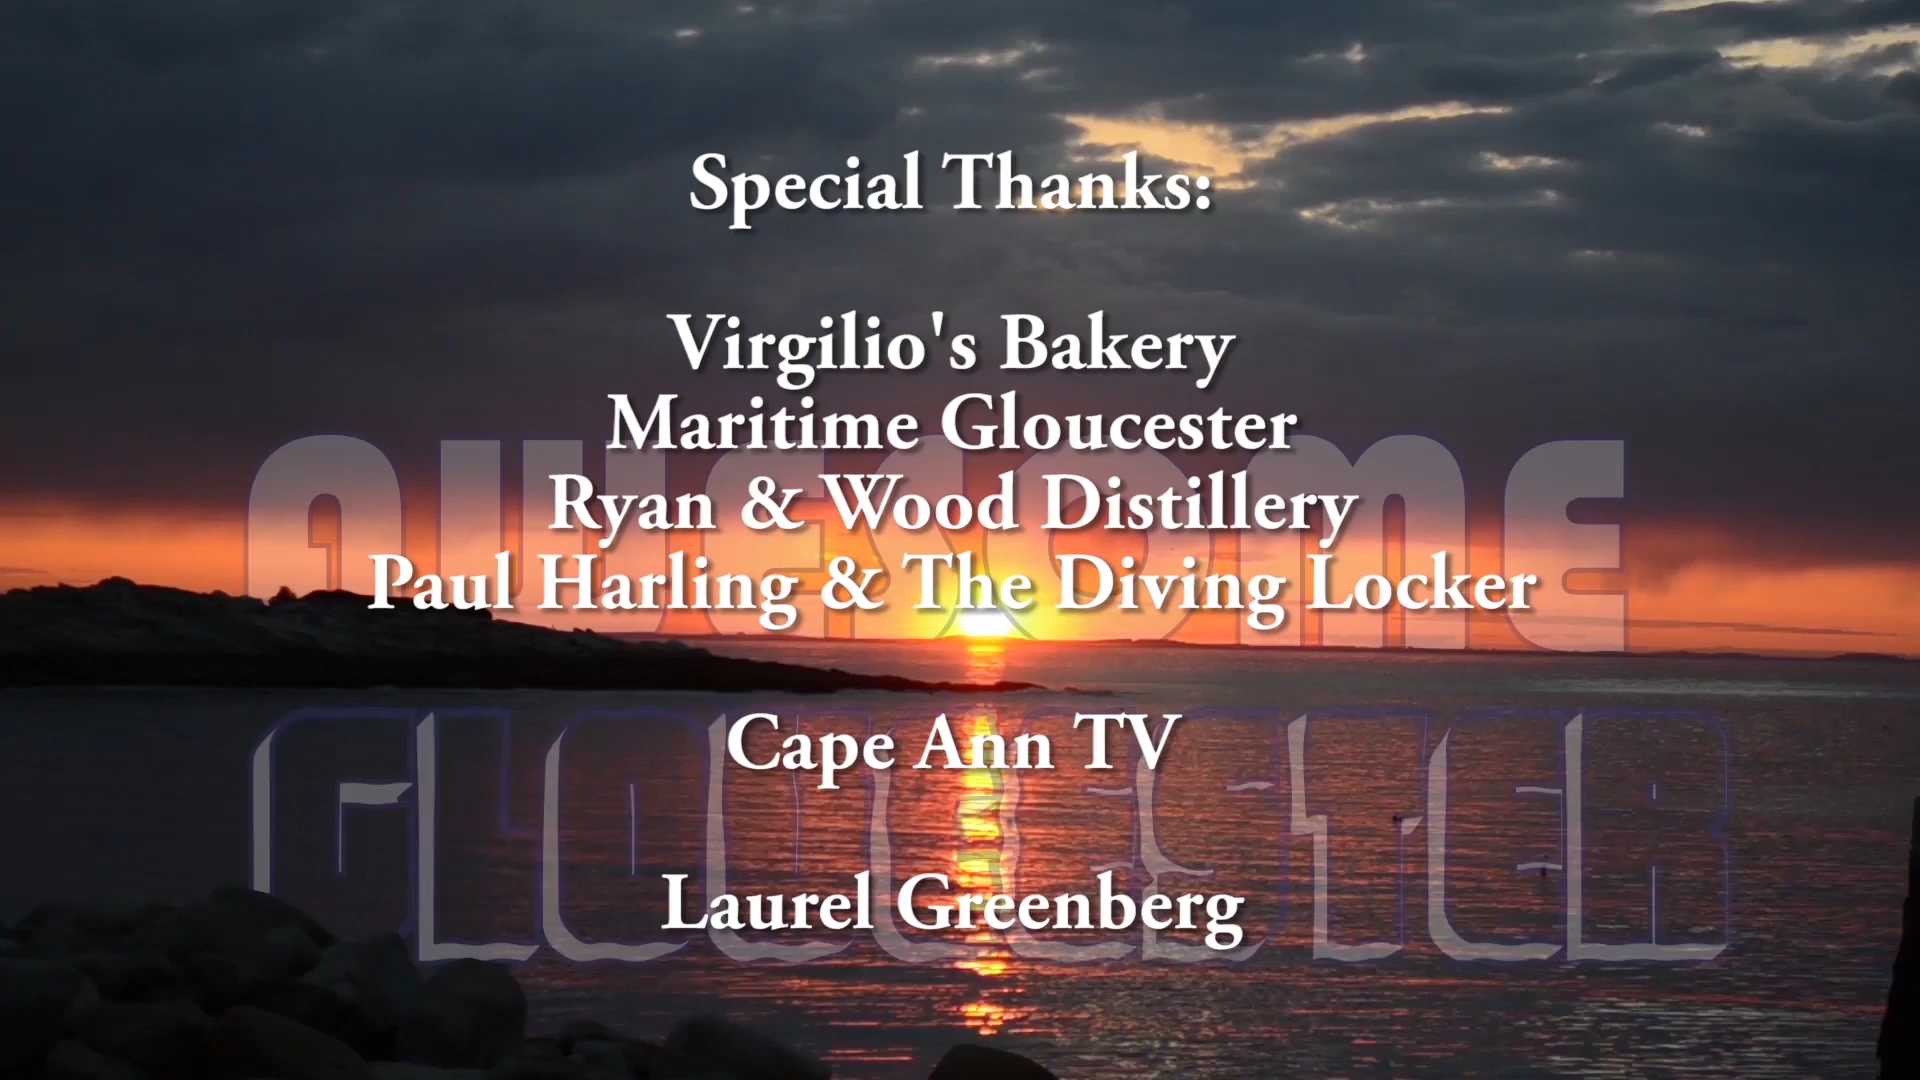 Special Thanks:
Virgilio's Bakery
Maritime Gloucester
Ryan & Wood Distillery
Paul Harling & The Diving Locker
AWESOME
Cape Ann TV
GLOUCESTER
Laurel Greenberg